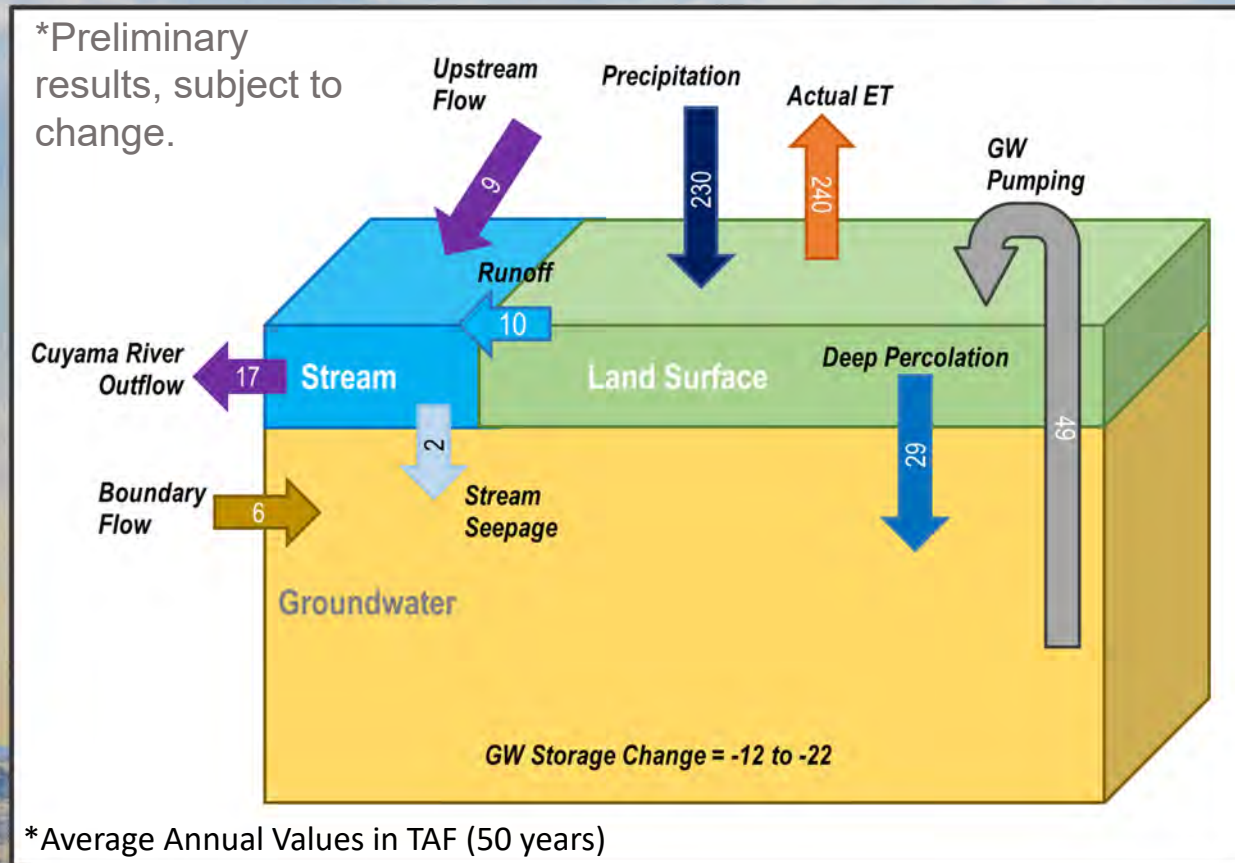 *Preliminary
results, subject to
change.
Upstream
Flow
Precipitation
Actual ET
GW
Pumping
9
230
240
Runoff
10
Cuyama River
Outflow
17
Stream
Land Surface
Deep Percolation
2
29
49
Boundary
Flow
6
Stream
Seepage
Groundwater
GW Storage Change = -12 to -22
*Average Annual Values in TAF (50 years)